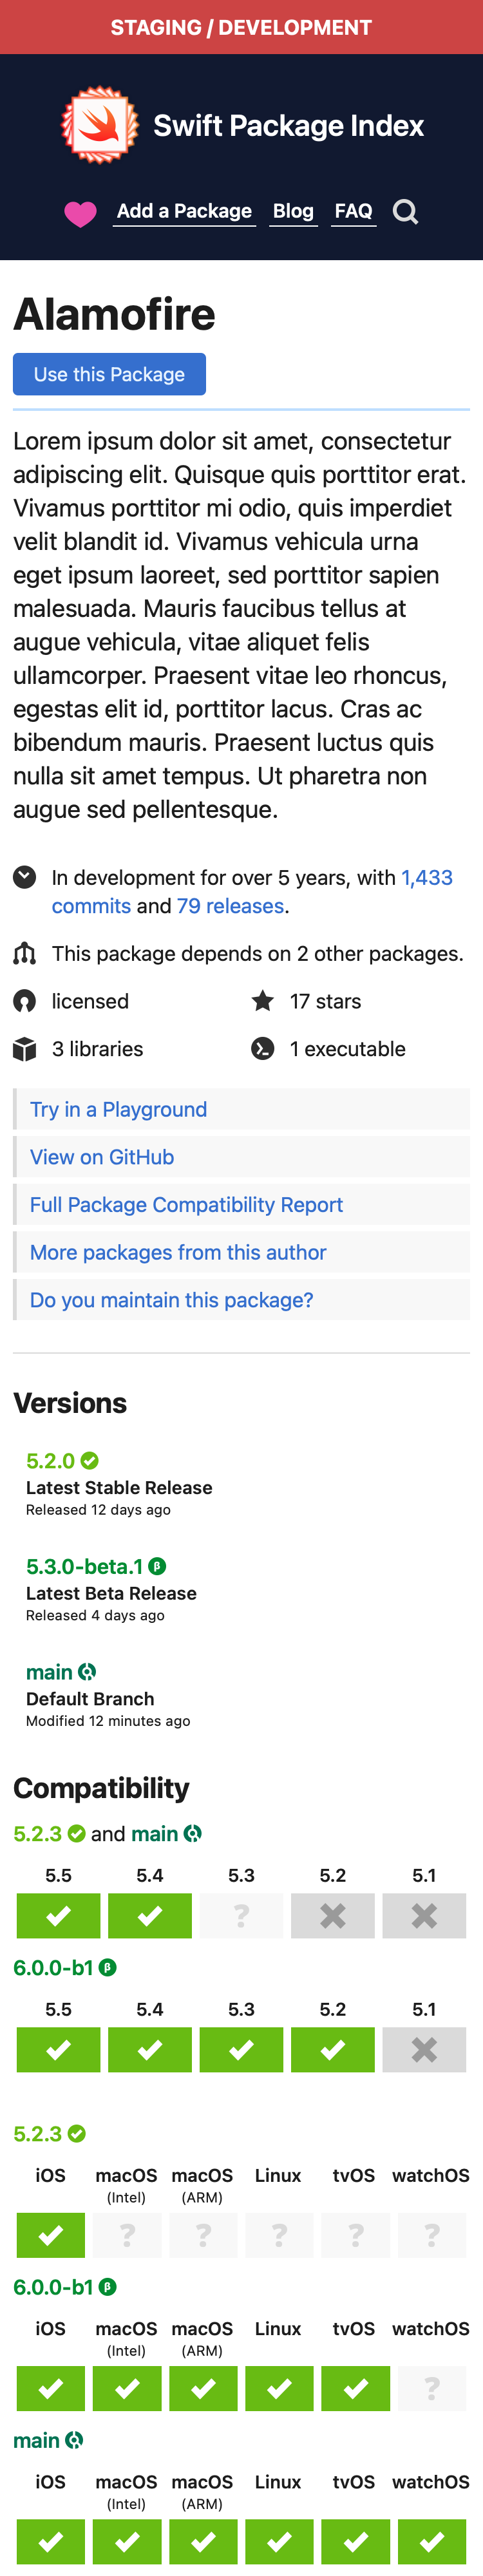 STAGING / DEVELOPMENT
Swift Package Index
Add a Package Blog FAQ
Alamofire
Use this Package
Lorem ipsum dolor sit amet, consectetur
adipiscing elit. Quisque quis porttitor erat.
Vivamus porttitor mi odio, quis imperdiet
velit blandit id. Vivamus vehicula urna
eget ipsum laoreet, sed porttitor sapien
malesuada. Mauris faucibus tellus at
augue vehicula, vitae aliquet felis
ullamcorper. Praesent vitae leo rhoncus,
egestas elit id, porttitor lacus. Cras ac
bibendum mauris. Praesent luctus quis
nulla sit amet tempus. Ut pharetra non
augue sed pellentesque.
In development for over 5 years, with 1,433
commits and 79 releases.
This package depends on 2 other packages.
licensed 17 stars
3 libraries 1 executable
Try in a Playground
View on GitHub
Full Package Compatibility Report
More packages from this author
Do you maintain this package?
Versions
5.2.0
Latest Stable Release
Released 12 days ago
5.3.0-beta.1 β
Latest Beta Release
Released 4 days ago
main
Default Branch
Modified 12 minutes ago
Compatibility
5.2.3 and main
5.5 5.4 5.3 5.2 5.1
?
6.0.0-b1 β
5.5 5.4 5.3 5.2 5.1
5.2.3
iOS macOS macOS Linux tvOS watchOS
(Intel) (ARM)
? ? ? ? ?
6.0.0-b1 β
iOS macOS macOS Linux tvOS watchOS
(Intel) (ARM)
?
main
iOS macOS macOS Linux tvOS watchOS
(Intel) (ARM)